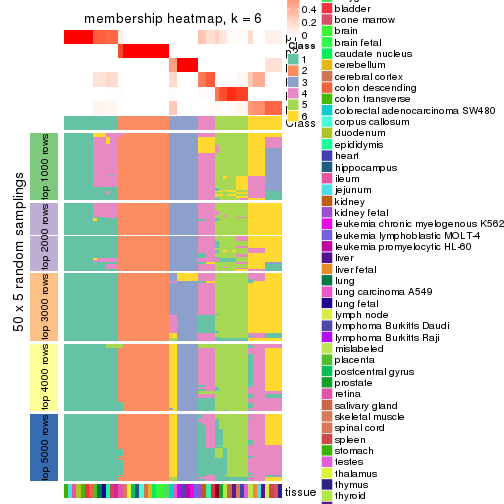 membership heatmap, k = 6
0.4
0.2
0
Class
1
2
3
4
5
6
Class
50 x 5 random samplings
top 1000 rows
top 2000 rows
top 3000 rows
top 4000 rows
top 5000 rows
tissue
bladder
bone marrow
brain
brain fetal
caudate nucleus
cerebellum
cerebral cortex
colon descending
colon transverse
colorectal adenocarcinoma SW480
corpus callosum
duodenum
epididymis
heart
hippocampus
ileum
jejunum
kidney
kidney fetal
leukemia chronic myelogenous K562
leukemia lymphoblastic MOLT-4
leukemia promyelocytic HL-60
liver
liver fetal
lung
lung carcinoma A549
lung fetal
lymph node
lymphoma Burkitts Daudi
lymphoma Burkitts Raji
mislabeled
placenta
postcentral gyrus
prostate
retina
salivary gland
skeletal muscle
spinal cord
spleen
stomach
testes
thalamus
thymus
thyroid